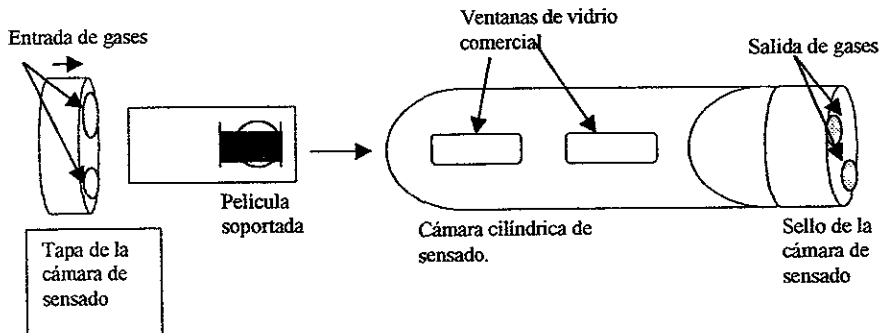 Entrada de gases
Ventanas de vidrio
comercial
Salida de gases
Película
soportada
Cámara cilíndrica de
sensado.
Sello de la
cámara de
sensado
Tapa de la
cámara de
sensado